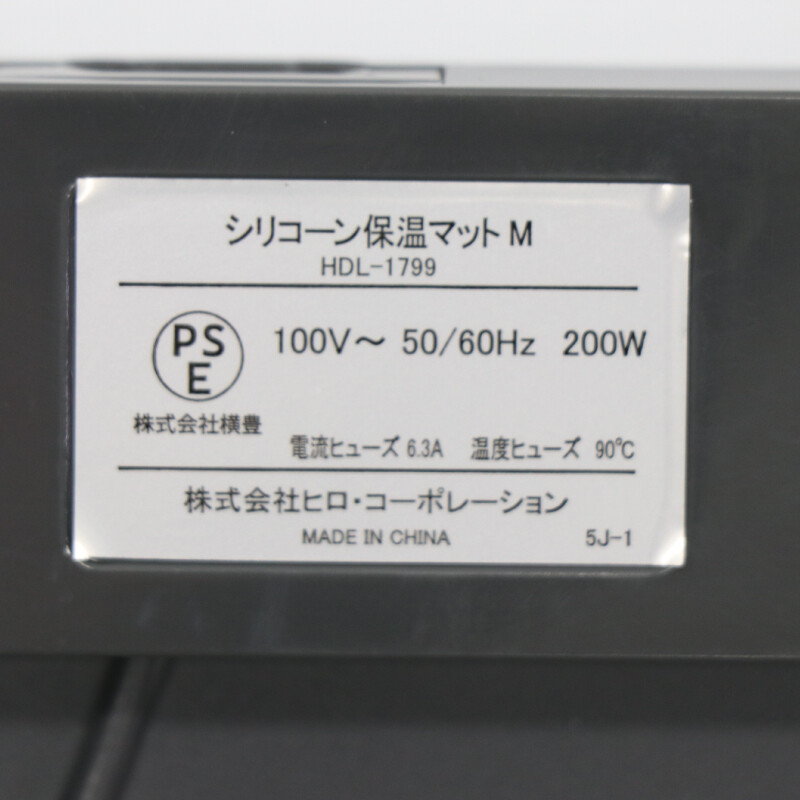 シリコーン保温マット M
HDL-1799
PS
E
100V～ 50/60Hz 200W
株式会社横豊
電流ヒューズ 6.3A 温度ヒューズ 90℃
株式会社ヒロ・コーポレーション
MADE IN CHINA 5J-1